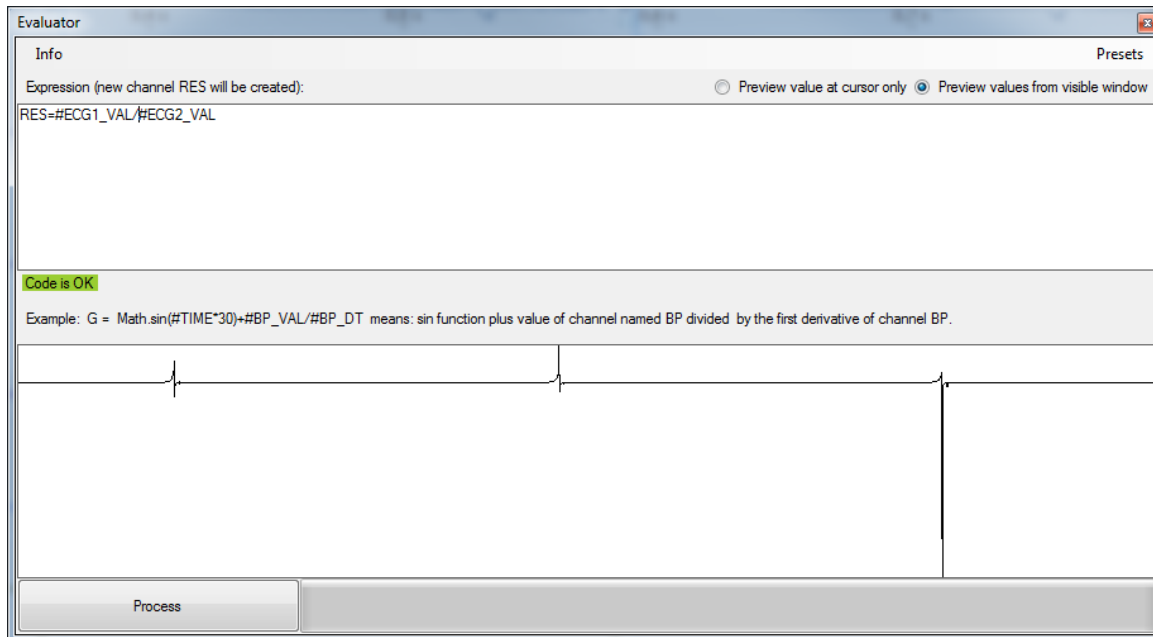 Evaluator
Info Presets
Expression (new channel RES will be created): Preview value at cursor only Preview values from visible window
RES=#ECG1_VAL/#ECG2_VAL
Code is OK
Example: G = Math.sin(#TIME*30)+#BP_VAL/#BP_DT means: sin function plus value of channel named BP divided by the first derivative of channel BP.
Process